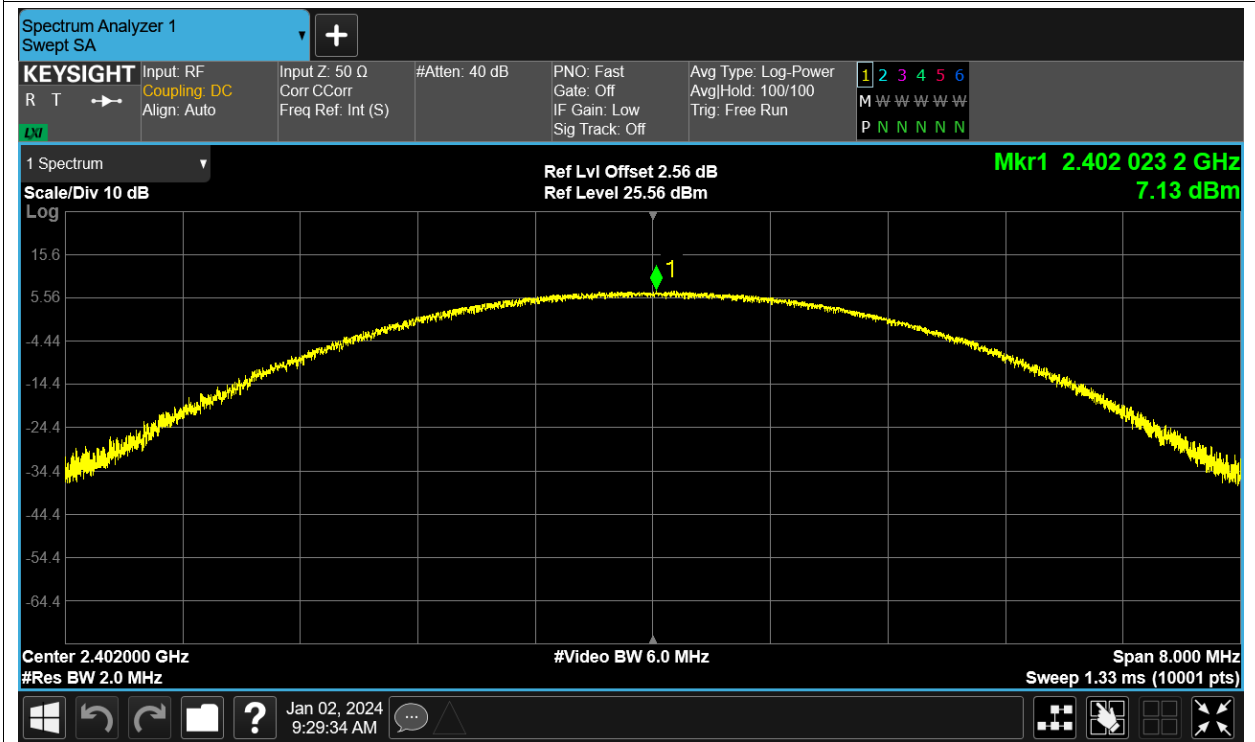 Spectrum Analyzer 1
Swept SA
+
KEYSIGHT
R T
LXI
Input: RF
Coupling: DC
Align: Auto
Input Z: 50 Ω
Corr CCorr
Freq Ref: Int (S)
#Atten: 40 dB
PNO: Fast
Gate: Off
IF Gain: Low
Sig Track: Off
Avg Type: Log-Power
Avg|Hold: 100/100
Trig: Free Run
1 2 3 4 5 6
M W W W W W
P N N N N N
1 Spectrum
Scale/Div 10 dB
Log
Ref Lvl Offset 2.56 dB
Ref Level 25.56 dBm
Mkr1 2.402 023 2 GHz
7.13 dBm
15.6
5.56
-4.44
-14.4
-24.4
-34.4
-44.4
-54.4
-64.4
1
Center 2.402000 GHz
#Res BW 2.0 MHz
#Video BW 6.0 MHz
Span 8.000 MHz
Sweep 1.33 ms (10001 pts)
?
Jan 02, 2024
9:29:34 AM